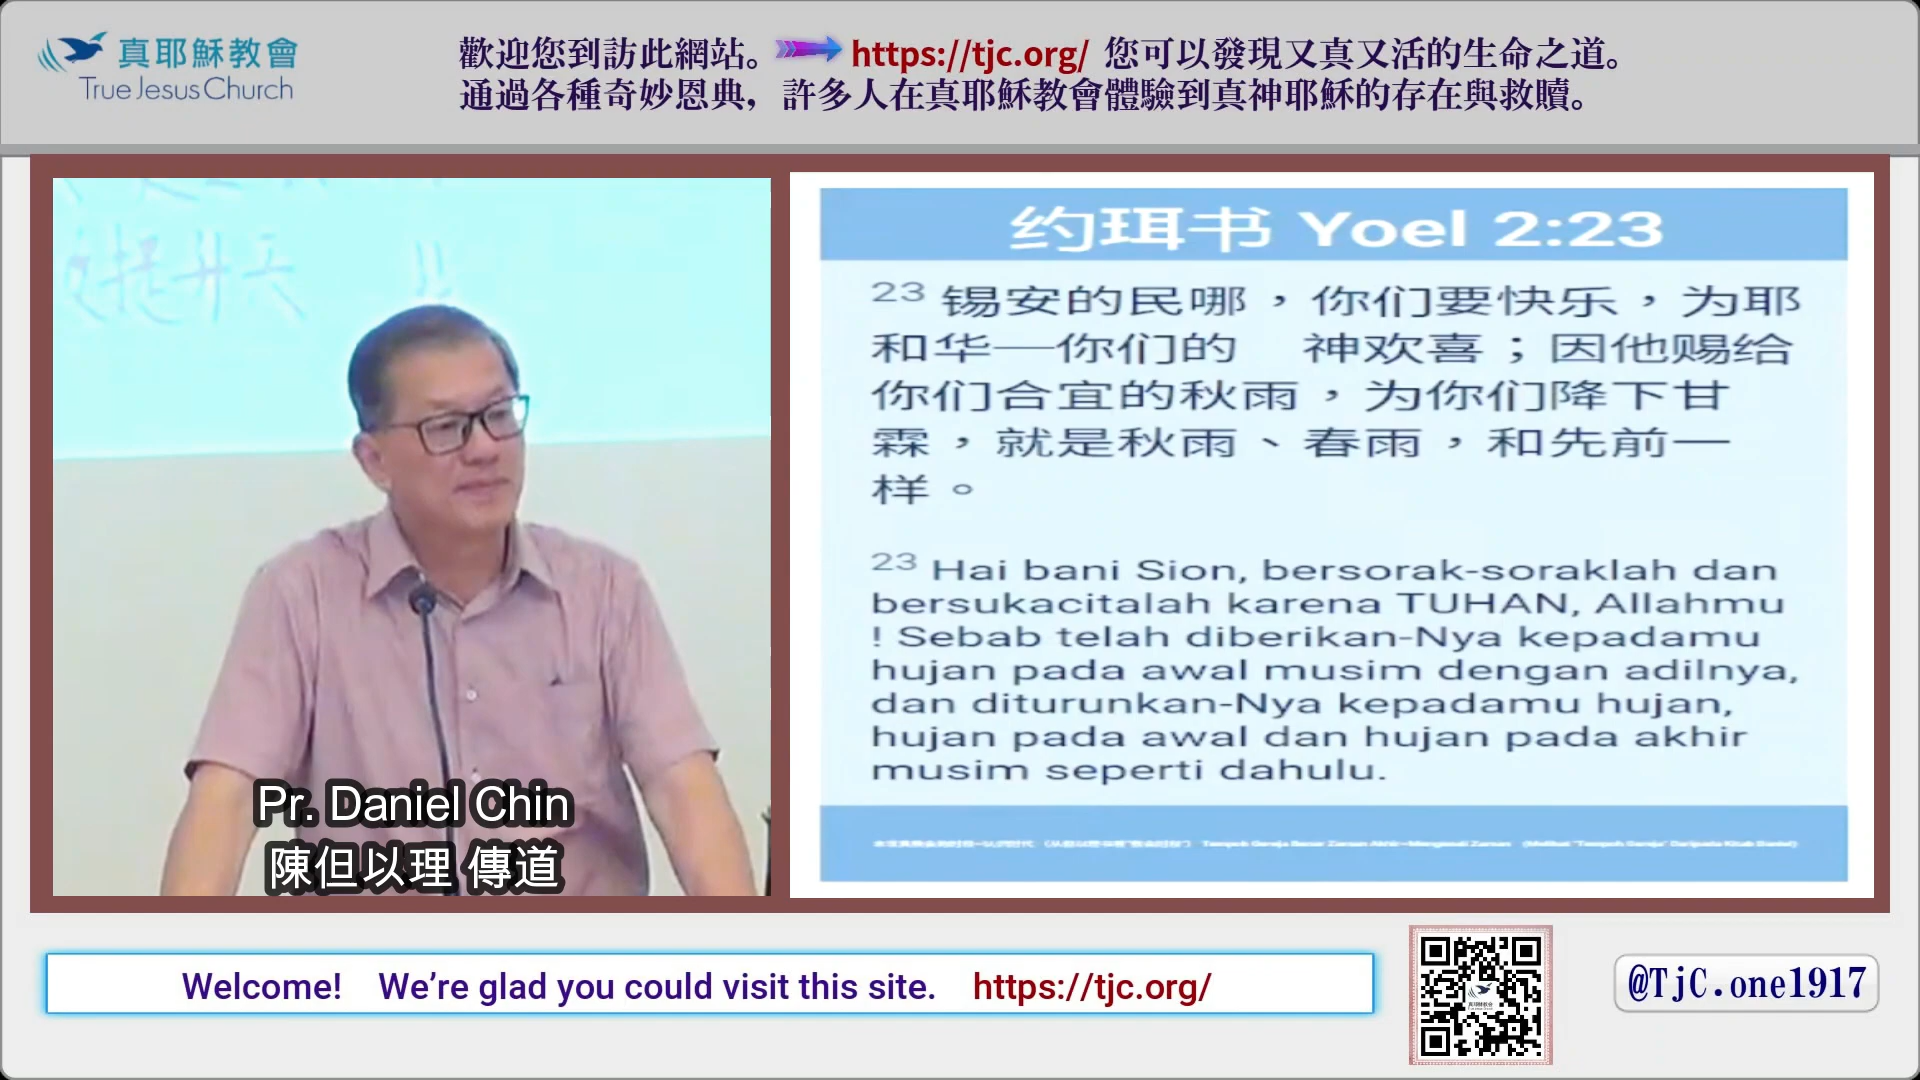 真耶穌教會
True Jesus Church
歡迎您到訪此網站。 https://tjc.org/ 您可以發現又真又活的生命之道。
通過各種奇妙恩典，許多人在真耶穌教會體驗到真神耶穌的存在與救贖。
被提升天
Pr. Daniel Chin
陳但以理 傳道
约珥书 Yoel 2:23
23 锡安的民哪，你们要快乐，为耶
和华—你们的 神欢喜；因他赐给
你们合宜的秋雨，为你们降下甘
霖，就是秋雨、春雨，和先前一
样。
23 Hai bani Sion, bersorak-soraklah dan
bersukacitalah karena TUHAN, Allahmu
! Sebab telah diberikan-Nya kepadamu
hujan pada awal musim dengan adilnya,
dan diturunkan-Nya kepadamu hujan,
hujan pada awal dan hujan pada akhir
musim seperti dahulu.
Welcome! We’re glad you could visit this site. https://tjc.org/
@TjC.one1917